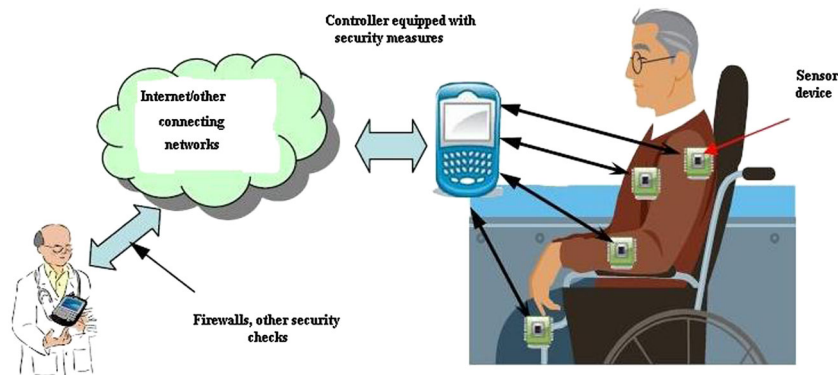 Controller equipped with
security measures
Internet/other
connecting
networks
Sensor
device
Firewalls, other security
checks